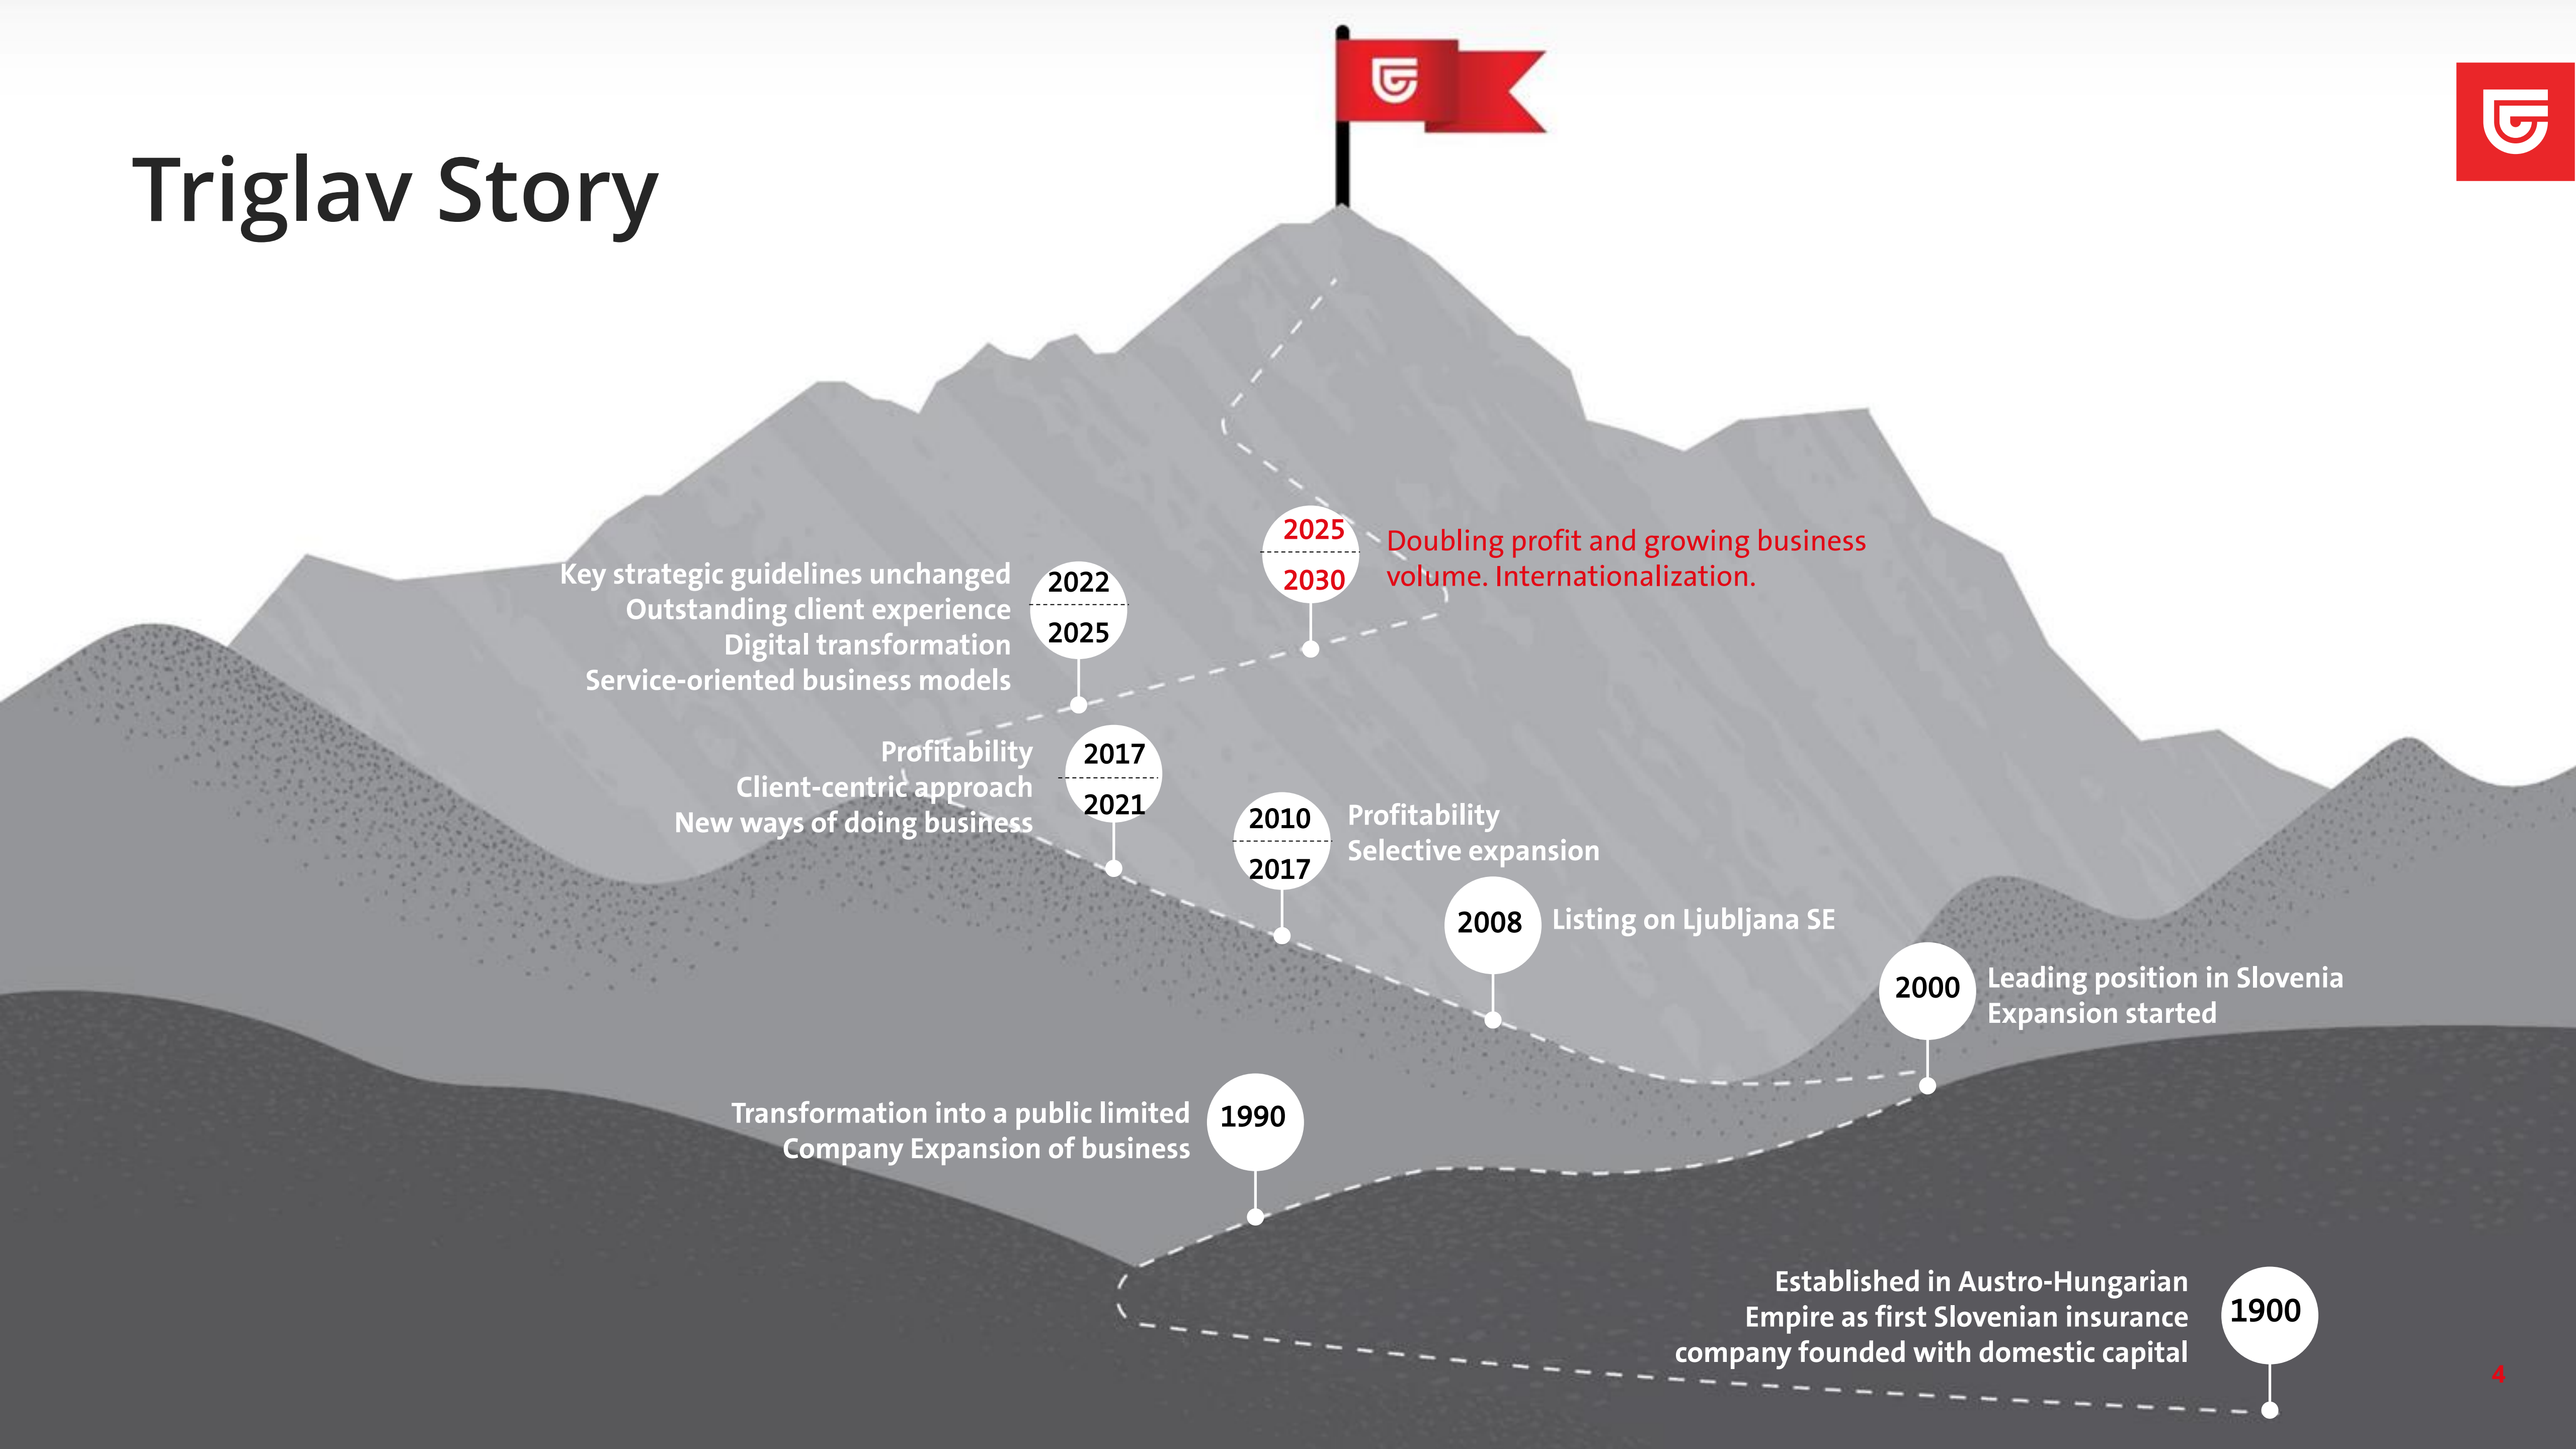 Triglav Story
2025
2030
Doubling profit and growing business
volume. Internationalization.
Key strategic guidelines unchanged
Outstanding client experience
Digital transformation
Service-oriented business models
2022
2025
Profitability
Client-centric approach
New ways of doing business
2017
2021
2010
2017
Profitability
Selective expansion
2008
Listing on Ljubljana SE
2000
Leading position in Slovenia
Expansion started
Transformation into a public limited
Company Expansion of business
1990
Established in Austro-Hungarian
Empire as first Slovenian insurance
company founded with domestic capital
1900
4